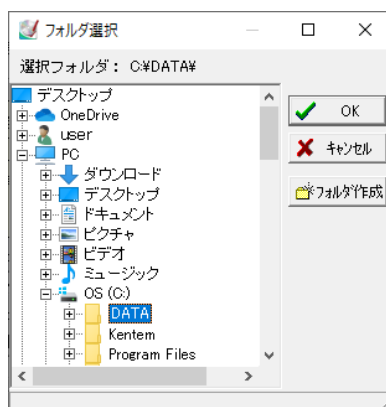 フォルダ選択
選択フォルダ： C:¥DATA¥
デスクトップ
OneDrive
user
PC
ダウンロード
デスクトップ
ドキュメント
ピクチャ
ビデオ
ミュージック
OS (C:)
DATA
Kentem
Program Files
OK
キャンセル
フォルダ作成